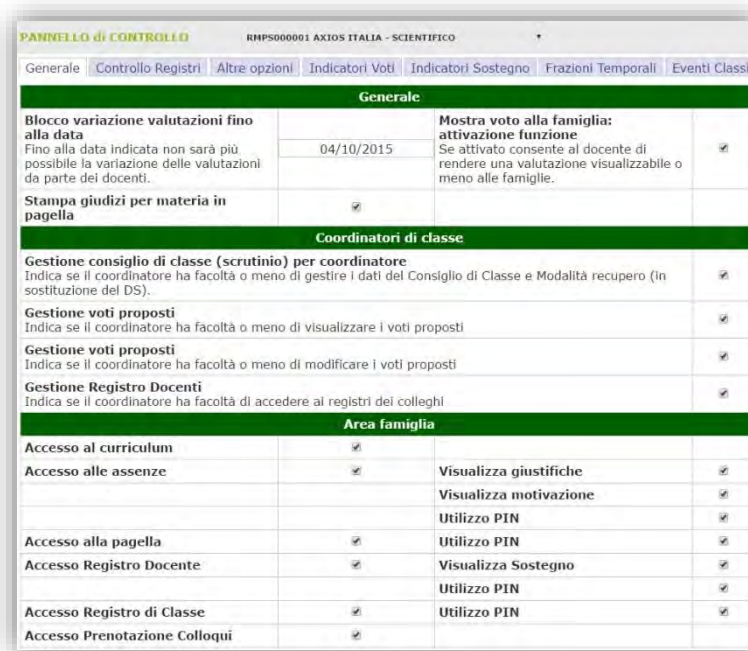 PANNELLO di CONTROLLO RMPS000001 AXIOS ITALIA - SCIENTIFICO
Generale Controllo Registri Altre opzioni Indicatori Voti Indicatori Sostegno Frazioni Temporali Eventi Classi
Generale
Blocco variazione valutazioni fino
alla data
Fino alla data indicata non sarà più
possibile la variazione delle valutazioni
da parte dei docenti.
04/10/2015
Mostra voto alla famiglia:
attivazione funzione
Se attivato consente al docente di
rendere una valutazione visualizzabile o
meno alle famiglie.
Stampa giudizi per materia in
pagella
Coordinatori di classe
Gestione consiglio di classe (scrutinio) per coordinatore
Indica se il coordinatore ha facoltà o meno di gestire i dati del Consiglio di Classe e Modalità recupero (in
sostituzione del DS).
Gestione voti proposti
Indica se il coordinatore ha facoltà o meno di visualizzare i voti proposti
Gestione voti proposti
Indica se il coordinatore ha facoltà o meno di modificare i voti proposti
Gestione Registro Docenti
Indica se il coordinatore ha facoltà di accedere ai registri dei colleghi
Area famiglia
Accesso al curriculum
Accesso alle assenze Visualizza giustifiche
Visualizza motivazione
Utilizzo PIN
Accesso alla pagella Utilizzo PIN
Accesso Registro Docente Visualizza Sostegno
Utilizzo PIN
Accesso Registro di Classe Utilizzo PIN
Accesso Prenotazione Colloqui